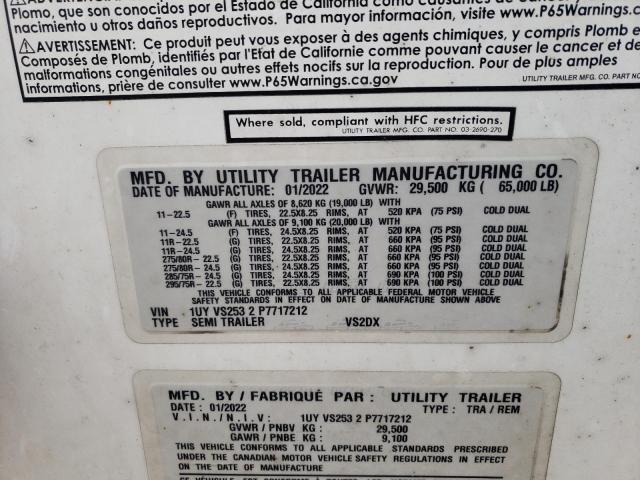 Plomo, que son conocidos por el Estado de California como causantes de
nacimiento u otros daños reproductivos. Para mayor información, visite www.P65Warnings.c
AVERTISSEMENT: Ce produit peut vous exposer à des agents chimiques, y compris Plomb e
Composés de Plomb, identifiés par l'Etat de Californie comme pouvant causer le cancer et de
malformations congénitales ou autres effets nocifs sur la reproduction. Pour de plus amples
informations, prière de consulter www.P65Warnings.ca.gov
UTILITY TRAILER MFG. CO. PART NO.
Where sold, compliant with HFC restrictions.
UTILITY TRAILER MFG. CO. PART NO. 03-2690-270
MFD. BY UTILITY TRAILER MANUFACTURING CO.
DATE OF MANUFACTURE: 01/2022 GVWR: 29,500 KG ( 65,000 LB)
GAWR ALL AXLES OF 8,620 KG (19,000 LB) WITH
11-22.5 (F) TIRES, 22.5X8.25 RIMS, AT 520 KPA (75 PSI) COLD DUAL
GAWR ALL AXLES OF 9,100 KG (20,000 LB) WITH
11-24.5 (F) TIRES, 24.5X8.25 RIMS, AT 520 KPA (75 PSI) COLD DUAL
11R-22.5 (G) TIRES, 22.5X8.25 RIMS, AT 660 KPA (95 PSI) COLD DUAL
11R-24.5 (G) TIRES, 24.5X8.25 RIMS, AT 660 KPA (95 PSI) COLD DUAL
275/80R - 22.5 (G) TIRES, 22.5X8.25 RIMS, AT 660 KPA (95 PSI) COLD DUAL
275/80R - 24.5 (G) TIRES, 24.5X8.25 RIMS, AT 660 KPA (95 PSI) COLD DUAL
285/75R - 24.5 (G) TIRES, 24.5X8.25 RIMS, AT 690 KPA (100 PSI) COLD DUAL
295/75R - 22.5 (G) TIRES, 22.5X8.25 RIMS, AT 690 KPA (100 PSI) COLD DUAL
THIS VEHICLE CONFORMS TO ALL APPLICABLE FEDERAL MOTOR VEHICLE
SAFETY STANDARDS IN EFFECT ON DATE OF MANUFACTURE SHOWN ABOVE
VIN 1UY VS253 2 P7717212
TYPE SEMI TRAILER VS2DX
MFD. BY / FABRIQUÉ PAR : UTILITY TRAILER
DATE : 01/2022 TYPE : TRA / REM
V.I.N./N.I.V: 1UY VS253 2 P7717212
GVWR / PNBV KG : 29,500
GAWR / PNBE KG : 9,100
THIS VEHICLE CONFORMS TO ALL APPLICABLE STANDARDS PRESCRIBED
UNDER THE CANADIAN MOTOR VEHICLE SAFETY REGULATIONS IN EFFECT
ON THE DATE OF MANUFACTURE